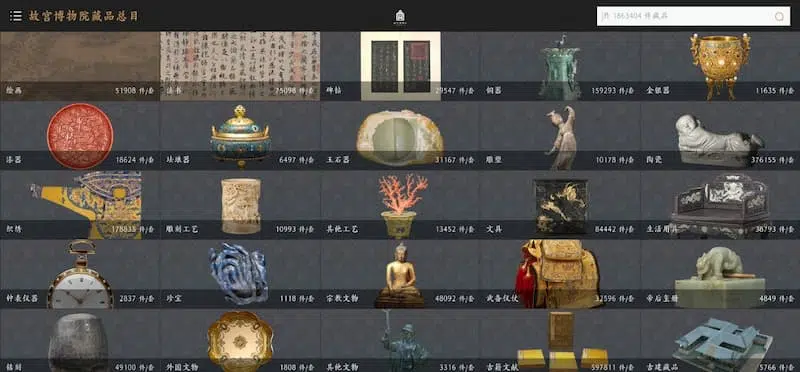 故宫博物院藏品总目
共 1863404 件藏品
绘画 51908 件/套
法书 75098 件/套
碑帖 29547 件/套
铜器 159293 件/套
金银器 11635 件/套
漆器 18624 件/套
珐琅器 6497 件/套
玉石器 31167 件/套
雕塑 10178 件/套
陶瓷 376155 件/套
织绣 178835 件/套
雕刻工艺 10993 件/套
其他工艺 13452 件/套
文具 84442 件/套
生活用具 36793 件/套
钟表仪器 2837 件/套
珍宝 1118 件/套
宗教文物 48092 件/套
武备仪仗 32596 件/套
帝后玺册 4849 件/套
铭刻 49100 件/套
外国文物 1808 件/套
其他文物 3316 件/套
古籍文献 597811 件/套
古建藏品 5766 件/套